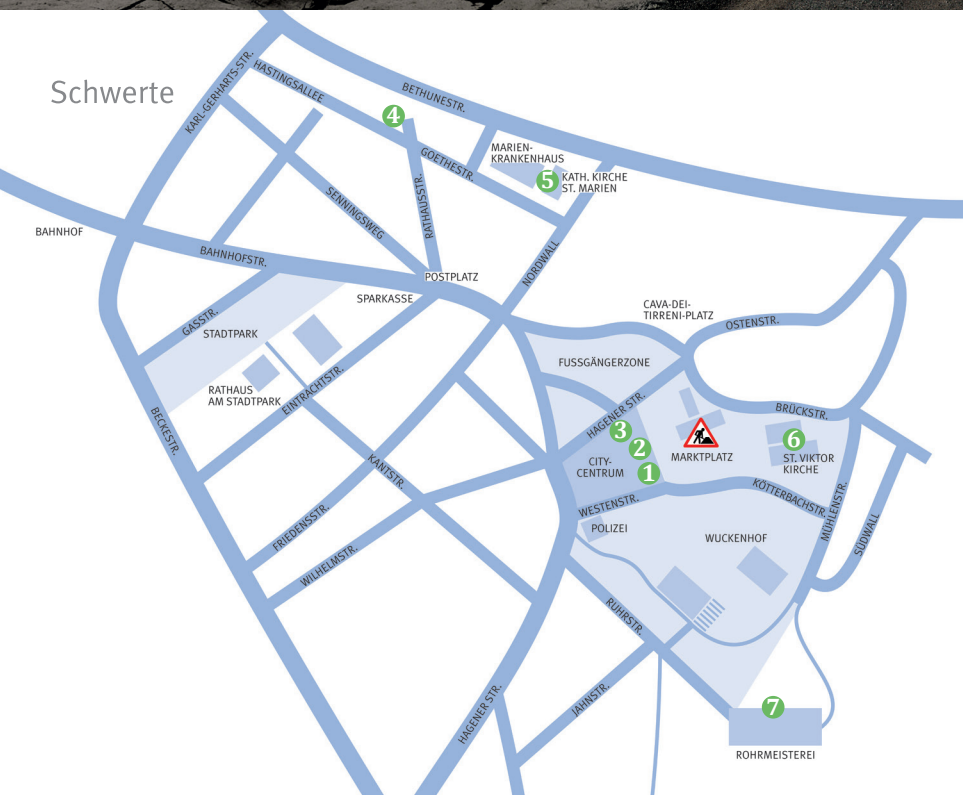 Schwerte
KARL-GERHARTS-STR.
HASTINGSALLEE
BETHUNESTR.
4
GOETHESTR.
MARIEN-
KRANKENHAUS
5
KATH. KIRCHE
ST. MARIEN
SENNINGSWEG
RATHAUSSTR.
NORDWALL
BAHNHOF
BAHNHOFSTR.
POSTPLATZ
SPARKASSE
CAVA-DEI-
TIRRENI-PLATZ
OSTENSTR.
GASSTR.
STADTPARK
FUSSGÄNGERZONE
RATHAUS
AM STADTPARK
EINTRACHTSTR.
BECKESTR.
HAGENER STR.
BRÜCKSTR.
3
2
1
CITY-
CENTRUM
MARKTPLATZ
6
ST. VIKTOR
KIRCHE
KANTSTR.
WESTENSTR.
KÖTTERBACHSTR.
MÜHLENSTR.
SÜDWALL
FRIEDENSSTR.
POLIZEI
WUCKENHOF
WILHELMSTR.
RUHRSTR.
HAGENER STR.
JAHNSTR.
7
ROHRMEISTEREI